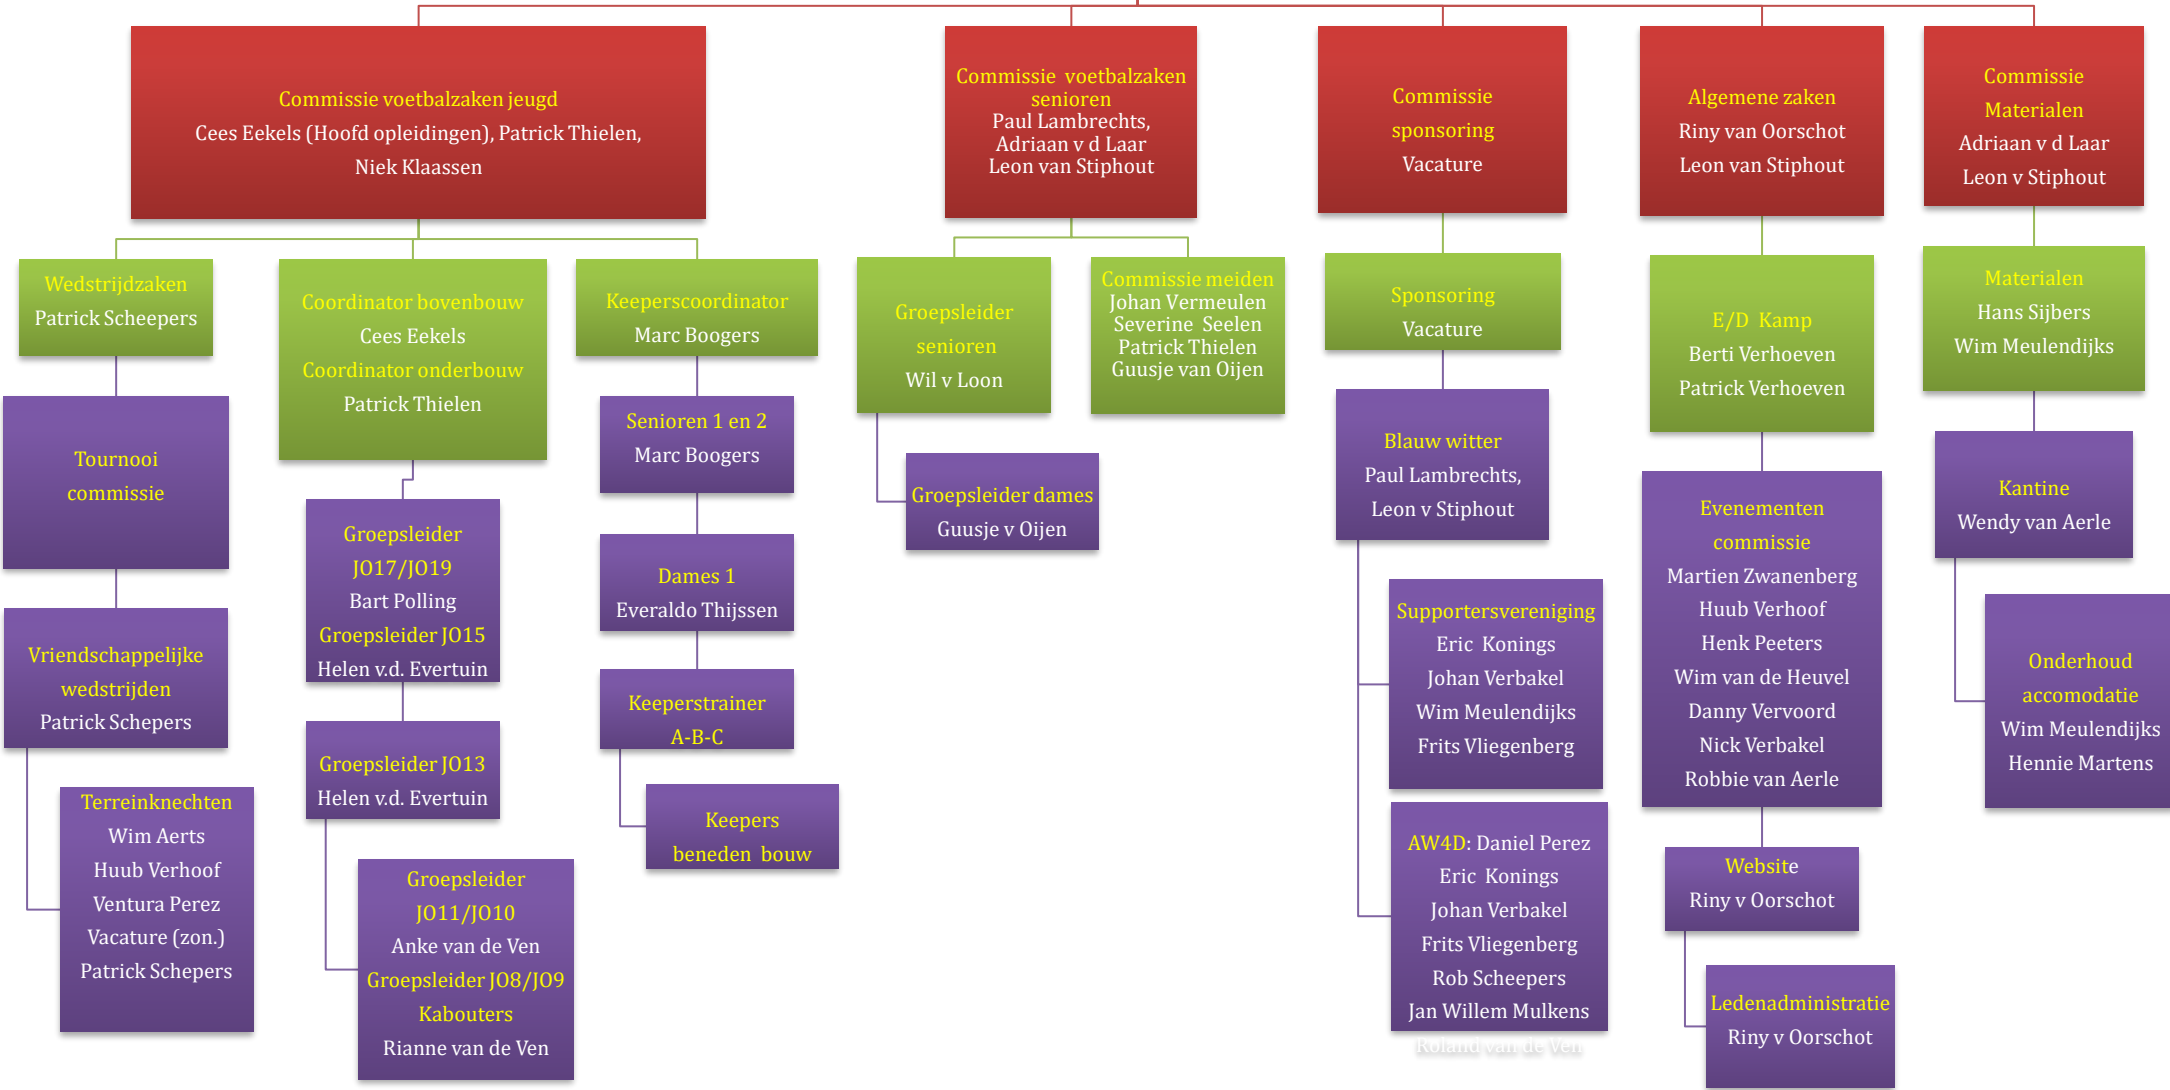 Commissie voetbalzaken jeugd
Cees Eekels (Hoofd opleidingen), Patrick Thielen,
Niek Klaassen
Commissie voetbalzaken
senioren
Paul Lambrechts,
Adriaan v d Laar
Leon van Stiphout
Commissie
sponsoring
Vacature
Algemene zaken
Riny van Oorschot
Leon van Stiphout
Commissie
Materialen
Adriaan v d Laar
Leon v Stiphout
Wedstrijdzaken
Patrick Scheepers
Coordinator bovenbouw
Cees Eekels
Coordinator onderbouw
Patrick Thielen
Keeperscoordinator
Marc Boogers
Groepsleider
senioren
Wil v Loon
Commissie meiden
Johan Vermeulen
Severine Seelen
Patrick Thielen
Guusje van Oijen
Sponsoring
Vacature
E/D Kamp
Berti Verhoeven
Patrick Verhoeven
Materialen
Hans Sijbers
Wim Meulendijks
Tournooi
commissie
Vriendschappelijke
wedstrijden
Patrick Schepers
Terreinknechten
Wim Aerts
Huub Verhoof
Ventura Perez
Vacature (zon.)
Patrick Schepers
Groepsleider
JO17/JO19
Bart Polling
Groepsleider JO15
Helen v.d. Evertuin
Groepsleider JO13
Helen v.d. Evertuin
Groepsleider
JO11/JO10
Anke van de Ven
Groepsleider JO8/JO9
Kabouters
Rianne van de Ven
Senioren 1 en 2
Marc Boogers
Dames 1
Everaldo Thijssen
Keeperstrainer
A-B-C
Keepers
beneden bouw
Groepsleider dames
Guusje v Oijen
Blauw witter
Paul Lambrechts,
Leon v Stiphout
Supportersvereniging
Eric Konings
Johan Verbakel
Wim Meulendijks
Frits Vliegenberg
AW4D: Daniel Perez
Eric Konings
Johan Verbakel
Frits Vliegenberg
Rob Scheepers
Jan Willem Mulkens
Roland van de Ven
Evenementen
commissie
Martien Zwanenberg
Huub Verhoof
Henk Peeters
Wim van de Heuvel
Danny Vervoord
Nick Verbakel
Robbie van Aerle
Website
Riny v Oorschot
Ledenadministratie
Riny v Oorschot
Kantine
Wendy van Aerle
Onderhoud
accomodatie
Wim Meulendijks
Hennie Martens